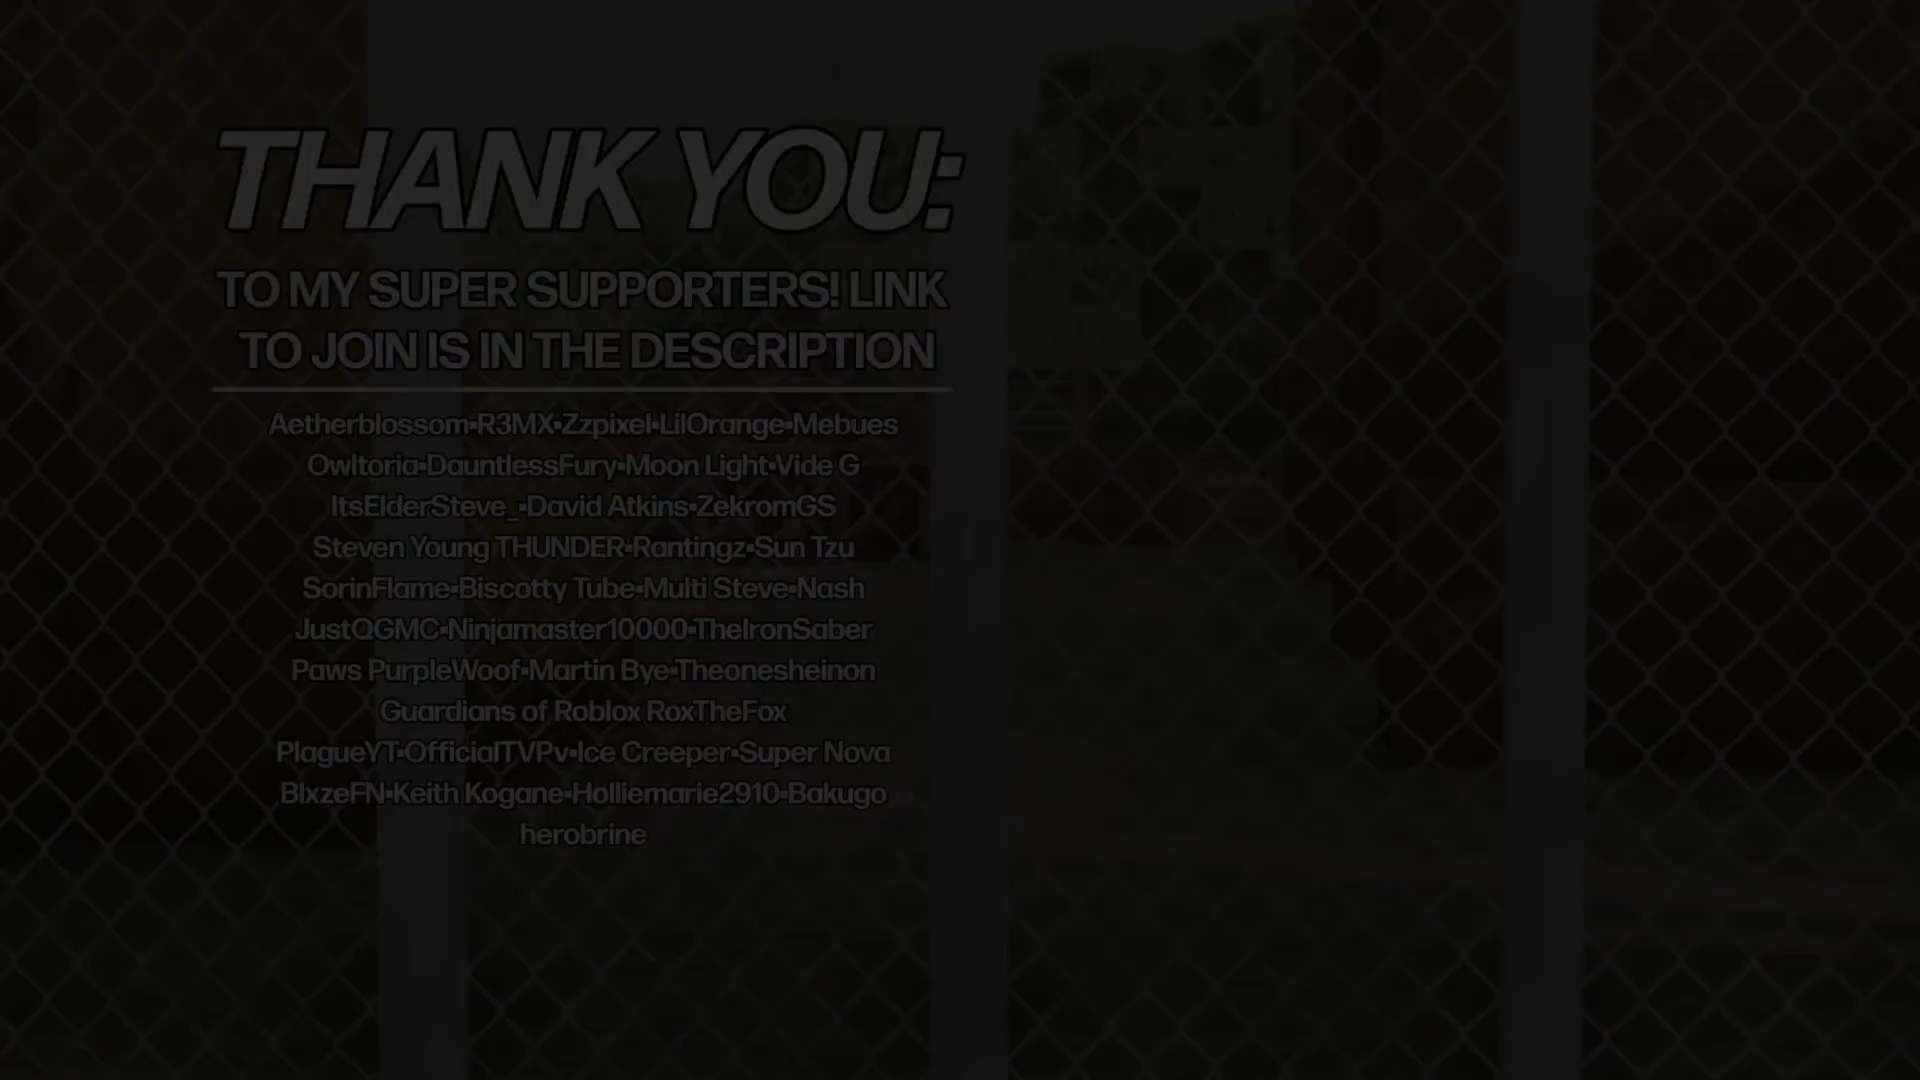 THANK YOU:
TO MY SUPER SUPPORTERS! LINK
TO JOIN IS IN THE DESCRIPTION
Aetherblossom•R3MX•Zzpixel•LilOrange•Mebues
Owltoria•DauntlessFury•Moon Light•Vide G
ItsElderSteve_•David Atkins•ZekromGS
Steven Young THUNDER•Rantingz•Sun Tzu
SorinFlame•Biscotty Tube•Multi Steve•Nash
JustQGMC•Ninjamaster10000•TheIronSaber
Paws PurpleWoof•Martin Bye•Theonesheinon
Guardians of Roblox RoxTheFox
PlagueYT•OfficialTVPv•Ice Creeper•Super Nova
BlxzeFN•Keith Kogane•Holliemarie2910•Bakugo
herobrine